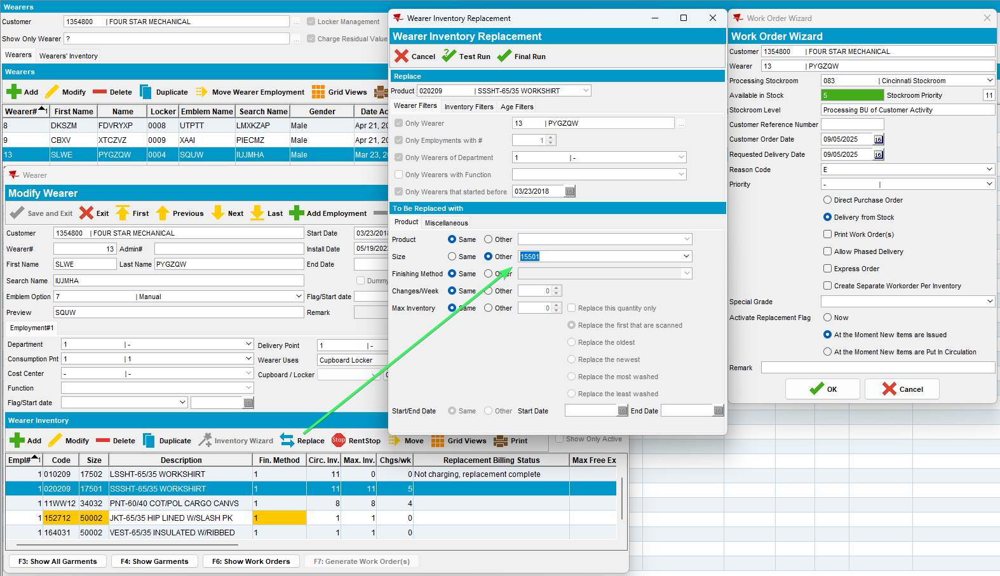 Wearers
Customer 1354800 | FOUR STAR MECHANICAL ... Locker Management
Show Only Wearer ? ... Charge Residual Value
Wearers Wearers' Inventory
Wearers
Add Modify Delete Duplicate Move Wearer Employment Grid Views
Wearer# 1 First Name Name Locker Emblem Name Search Name Gender Date Ac
8 DKSZM FDVRYXP 0008 UTPTT LMXKZAP Male Apr 21, 20
9 CBXV XTCZVZ 0009 XAAI PIECMZ Male Apr 21, 20
13 SLWE PYGZQW 0004 SQUW IUJMHA Male Mar 23, 2
Wearer
Modify Wearer
Save and Exit Exit First Previous Next Last Add Employment
Customer 1354800 | FOUR STAR MECHANICAL Start Date 03/23/2018
Wearer# 13 Admin# Install Date 05/19/202
First Name SLWE Last Name PYGZQW End Date
Search Name IUJMHA Dummy
Emblem Option 7 | Manual Flag/Start date
Preview SQUW Remark
Employment#1
Department 1 | - Delivery Point 1 | -
Consumption Pnt 1 | 1 Wearer Uses Cupboard Locker
Cost Center - | - Cupboard / Locker
Function
Flag/Start date 16
Wearer Inventory
Add Modify Delete Duplicate Inventory Wizard Replace Stop RentStop Move Grid Views Print Show Only Active
Empl# 1 Code Size Description Fin. Method Circ. Inv. Max. Inv. Chgs/wk Replacement Billing Status Max Free Ex
1 010209 17502 LSSHT-65/35 WORKSHIRT 1 11 0 0 Not charging, replacement complete
1 020209 17501 SSSHT-65/35 WORKSHIRT 1 11 11 5
1 11WW12 34032 PNT-60/40 COT/POL CARGO CANVS 1 8 8 4
1 152712 50002 JKT-65/35 HIP LINED W/SLASH PK 1 1 1 0
1 164031 50002 VEST-65/35 INSULATED W/RIBBED 1 1 1 0
F3: Show All Garments F4: Show Garments F6: Show Work Orders F7: Generate Work Order(s)
Wearer Inventory Replacement
Wearer Inventory Replacement
Cancel ? Test Run Final Run
Replace
Product 020209 | SSSHT-65/35 WORKSHIRT
Wearer Filters Inventory Filters Age Filters
Only Wearer 13 | PYGZQW ...
Only Employments with # 1
Only Wearers of Department 1 | -
Only Wearers with Function
Only Wearers that started before 03/23/2018 16
To Be Replaced with
Product Miscellaneous
Product Same Other
Size Same Other 15501
Finishing Method Same Other
Changes/Week Same Other 0
Max Inventory Same Other 0 Replace this quantity only
Replace the first that are scanned
Replace the oldest
Replace the newest
Replace the most washed
Replace the least washed
Start/End Date Same Other Start Date 16 End Date 16
Work Order Wizard
Work Order Wizard
Customer 1354800 | FOUR STAR MECHANICAL
Wearer 13 | PYGZQW
Processing Stockroom 083 | Cincinnati Stockroom
Available in Stock 5 Stockroom Priority 11
Stockroom Level Processing BU of Customer Activity
Customer Reference Number
Customer Order Date 09/05/2025 16
Requested Delivery Date 09/05/2025 16
Reason Code E
Priority - |
Direct Purchase Order
Delivery from Stock
Print Work Order(s)
Allow Phased Delivery
Express Order
Create Separate Workorder Per Inventory
Special Grade
Activate Replacement Flag Now
At the Moment New Items are Issued
At the Moment New Items are Put In Circulation
Remark
OK Cancel